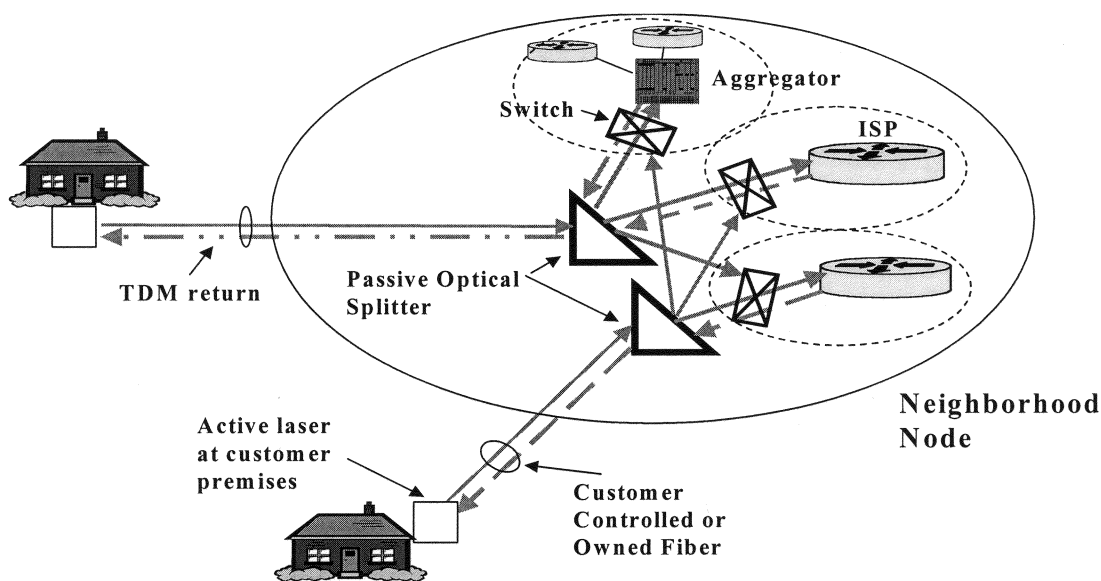 Aggregator
Switch
ISP
TDM return
Passive Optical
Splitter
Neighborhood
Node
Active laser
at customer
premises
Customer
Controlled or
Owned Fiber